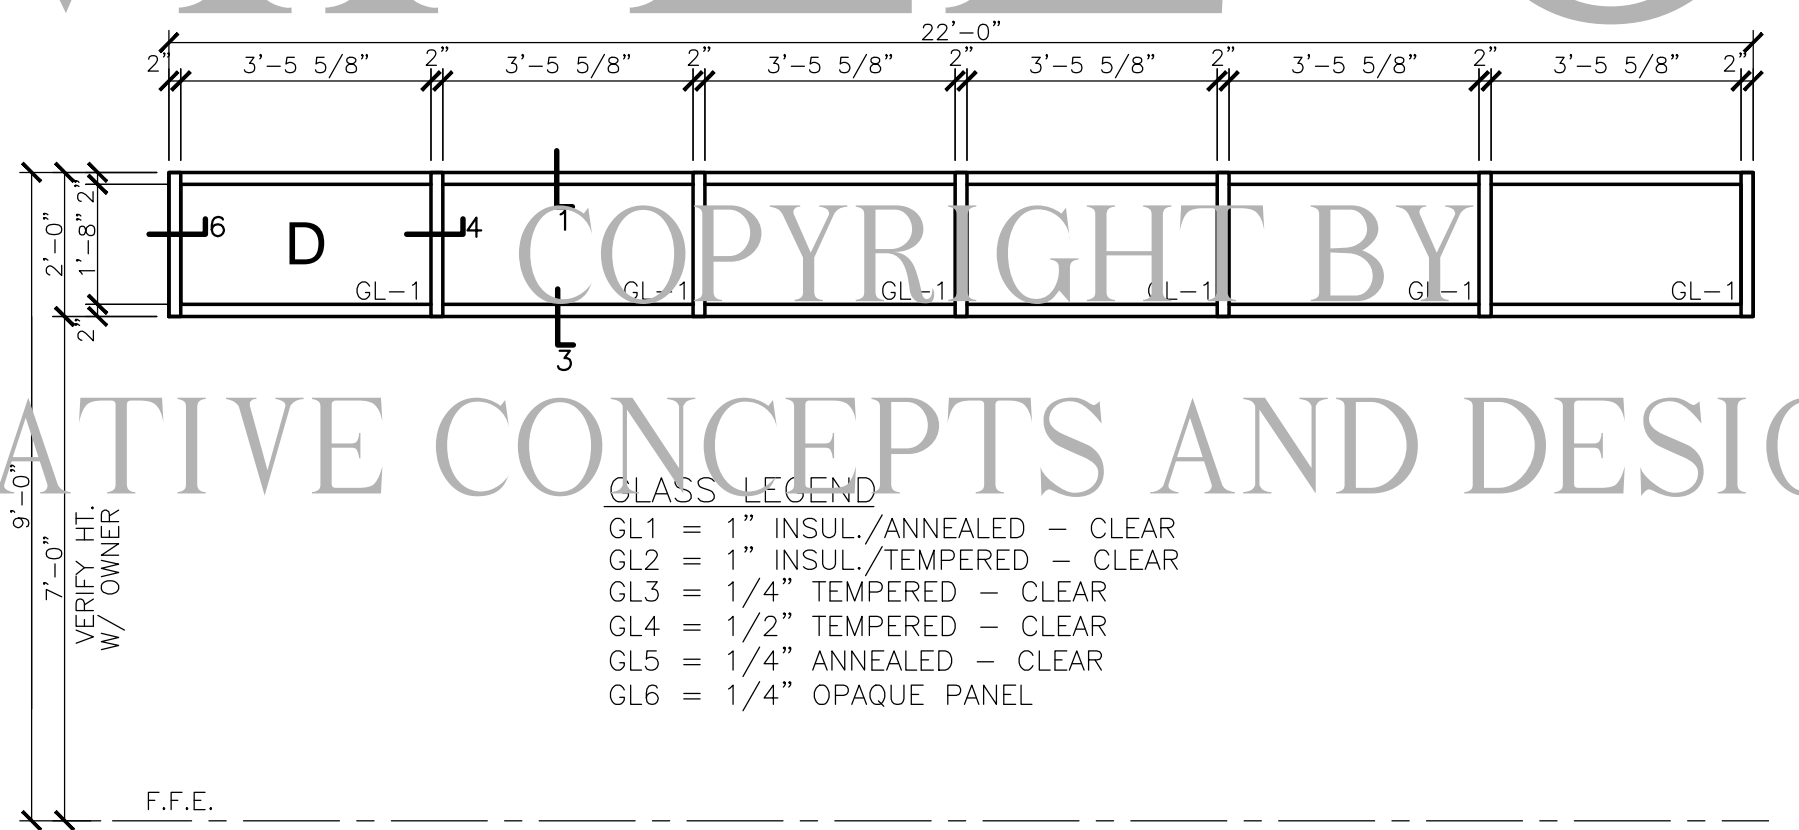 22'-0"
2" 3'-5 5/8" 2" 3'-5 5/8" 2" 3'-5 5/8" 2" 3'-5 5/8" 2" 3'-5 5/8" 2" 3'-5 5/8" 2"
2"
1'-8"
2"
2'-0"
6
D
4
1
COPYRIGHT BY
GL-1 GL-1 GL-1 GL-1 GL-1 GL-1
3
ATIVE CONCEPTS AND DESIG
9'-0"
7'-0"
VERIFY HT.
W/ OWNER
GLASS LEGEND
GL1 = 1" INSUL./ANNEALED - CLEAR
GL2 = 1" INSUL./TEMPERED - CLEAR
GL3 = 1/4" TEMPERED - CLEAR
GL4 = 1/2" TEMPERED - CLEAR
GL5 = 1/4" ANNEALED - CLEAR
GL6 = 1/4" OPAQUE PANEL
F.F.E.